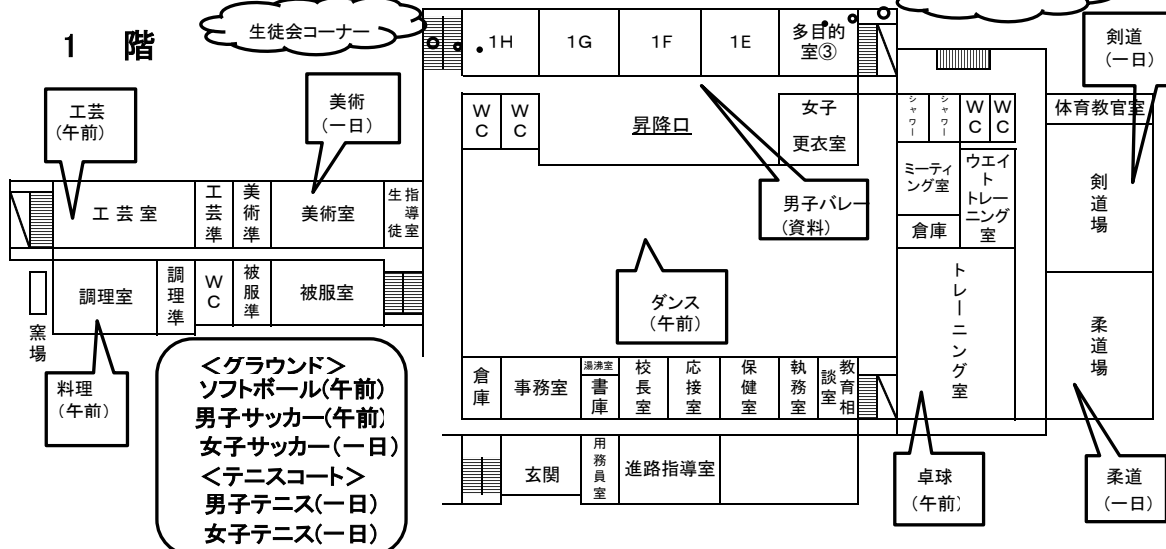 1 階
生徒会コーナー
1H
1G
1F
1E
多目的
室③
剣道
(一日)
工芸
(午前)
美術
(一日)
WC
WC
昇降口
女子
更衣室
シャワー
シャワー
WC
WC
体育教官室
工芸室
工芸準
美術準
美術室
生徒指導室
ミーティ
ング室
ウエイ
ト
トレー
ニング
室
剣道場
男子バレー
(資料)
倉庫
調理室
調理準
WC
被服準
被服室
ダンス
(午前)
トレーニング室
柔道場
窯場
料理
(午前)
<グラウンド>
ソフトボール(午前)
男子サッカー(午前)
女子サッカー(一日)
<テニスコート>
男子テニス(一日)
女子テニス(一日)
倉庫
事務室
湯沸室
書庫
校長室
応接室
保健室
執務室
教育相談室
玄関
用務員室
進路指導室
卓球
(午前)
柔道
(一日)